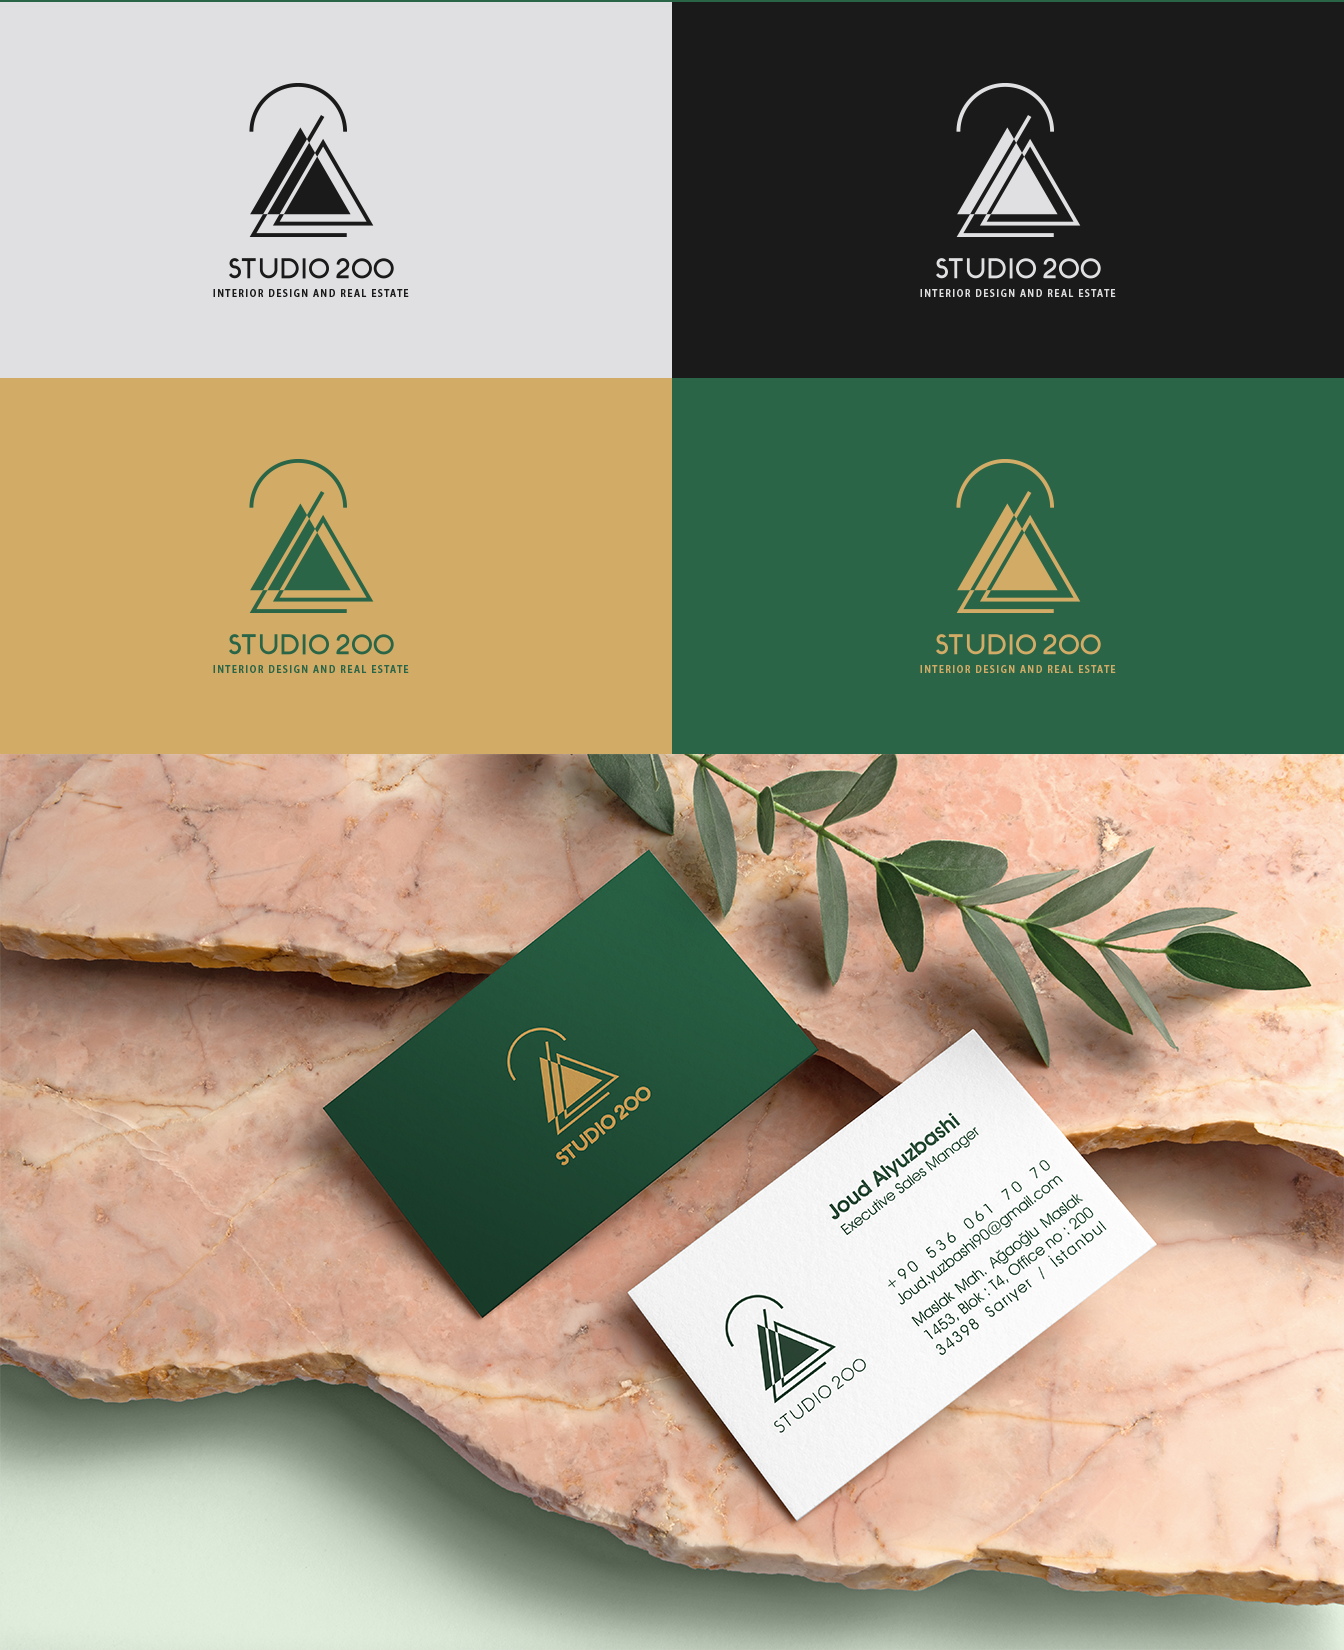 STUDIO 200
INTERIOR DESIGN AND REAL ESTATE
STUDIO 200
INTERIOR DESIGN AND REAL ESTATE
STUDIO 200
INTERIOR DESIGN AND REAL ESTATE
STUDIO 200
INTERIOR DESIGN AND REAL ESTATE
STUDIO 200
Joud Alyuzbashi
Executive Sales Manager
+90 536 061 70 70
Joud.yuzbashi90@gmail.com
Maslak Mah. Ağaoğlu Maslak
1453, Blok : T4, Office no : 200
34398 Sarıyer / İstanbul
STUDIO 200